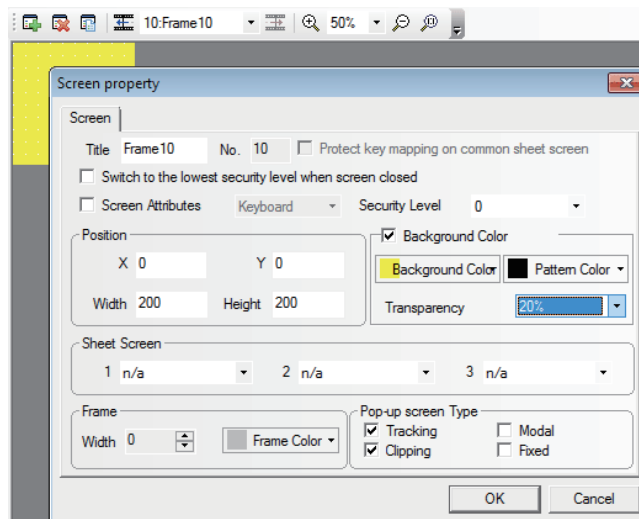 10:Frame10 50%
Screen property
Screen
Title Frame10 No. 10 Protect key mapping on common sheet screen
Switch to the lowest security level when screen closed
Screen Attributes Keyboard Security Level 0
Position Background Color
X 0 Y 0 Background Color Pattern Color
Width 200 Height 200 Transparency 20%
Sheet Screen
1 n/a 2 n/a 3 n/a
Frame Pop-up screen Type
Width 0 Frame Color Tracking Modal
Clipping Fixed
OK Cancel